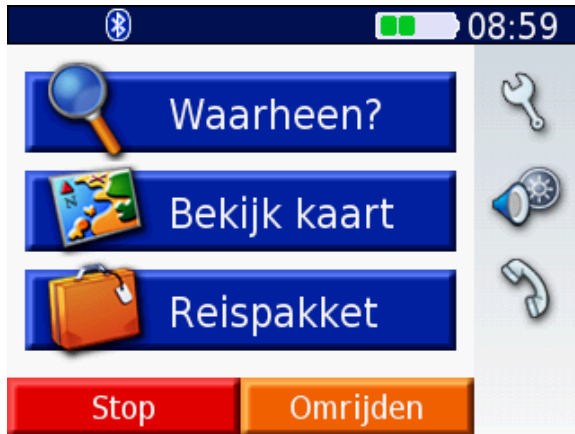 08:59
Waarheen?
N
Bekijk kaart
Reispakket
Stop
Omrijden